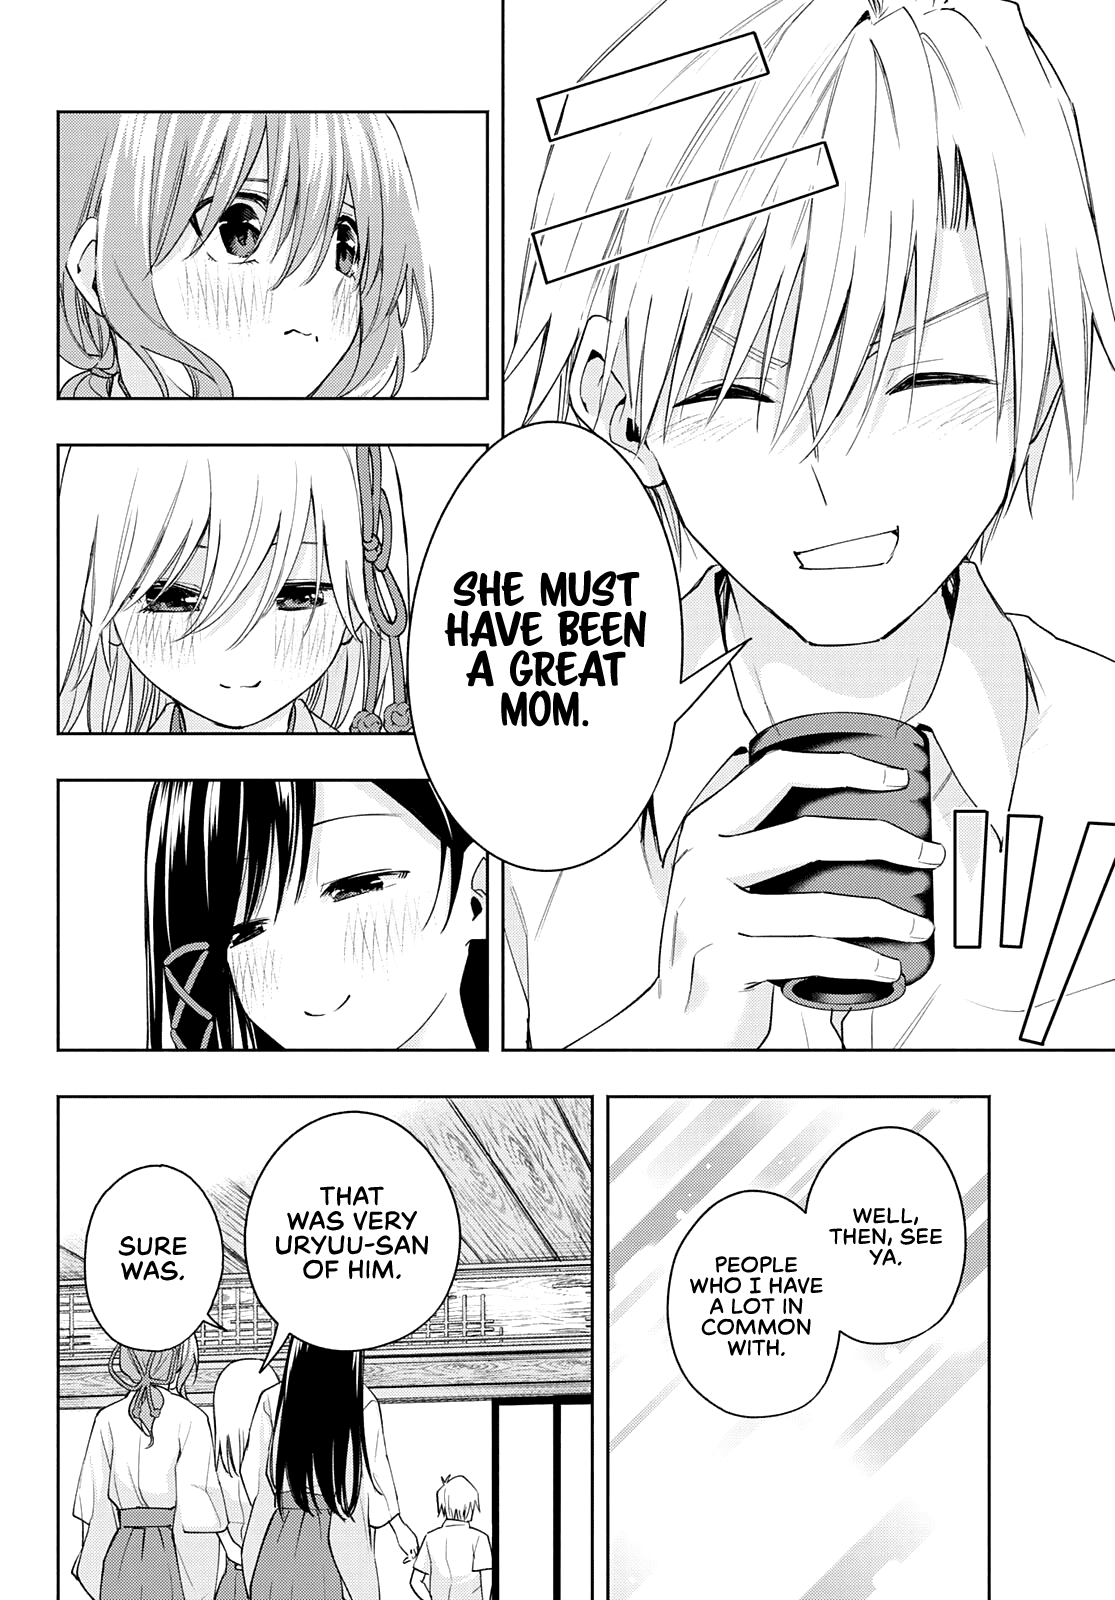 SHE MUST
HAVE BEEN
A GREAT
MOM.
WELL,
THEN, SEE
YA.
PEOPLE
WHO I HAVE
A LOT IN
COMMON
WITH.
THAT
WAS VERY
URYUU-SAN
OF HIM.
SURE
WAS.